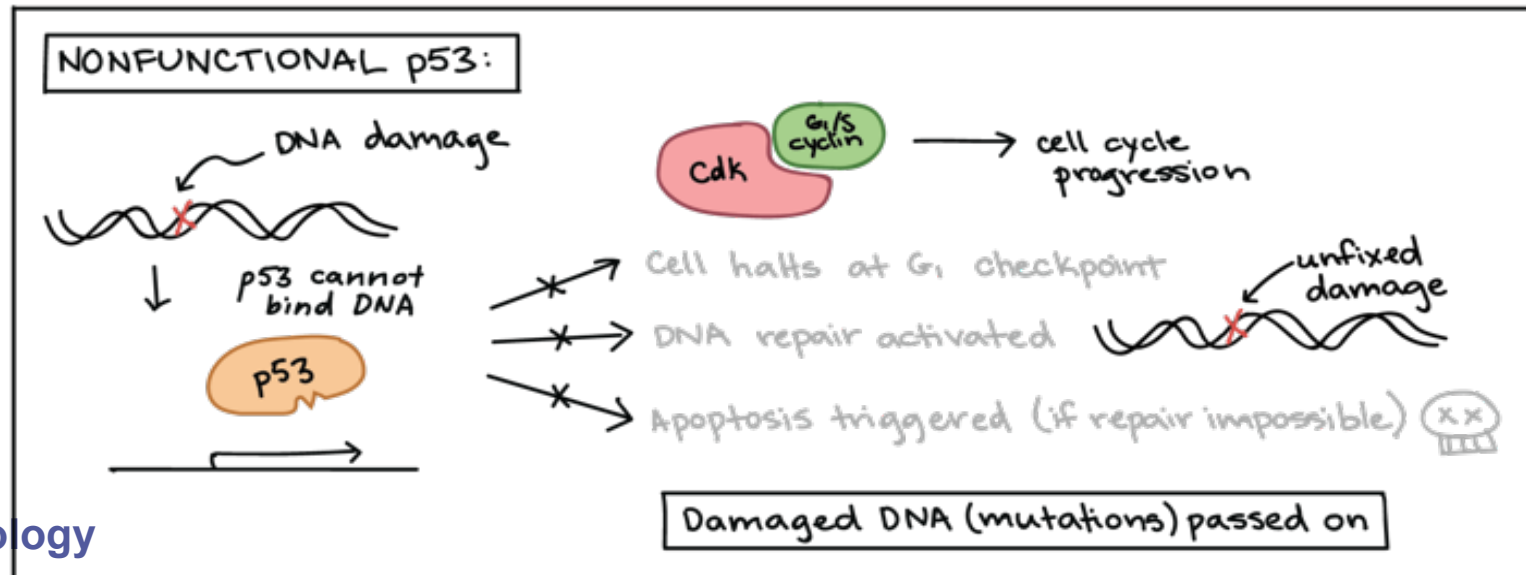 NONFUNCTIONAL p53:
DNA damage
p53 cannot
bind DNA
p53
Cdk
G₁/S
cyclin
cell cycle
progression
Cell halts at G₁ checkpoint
DNA repair activated
Apoptosis triggered (if repair impossible)
unfixed
damage
Damaged DNA (mutations) passed on
ology